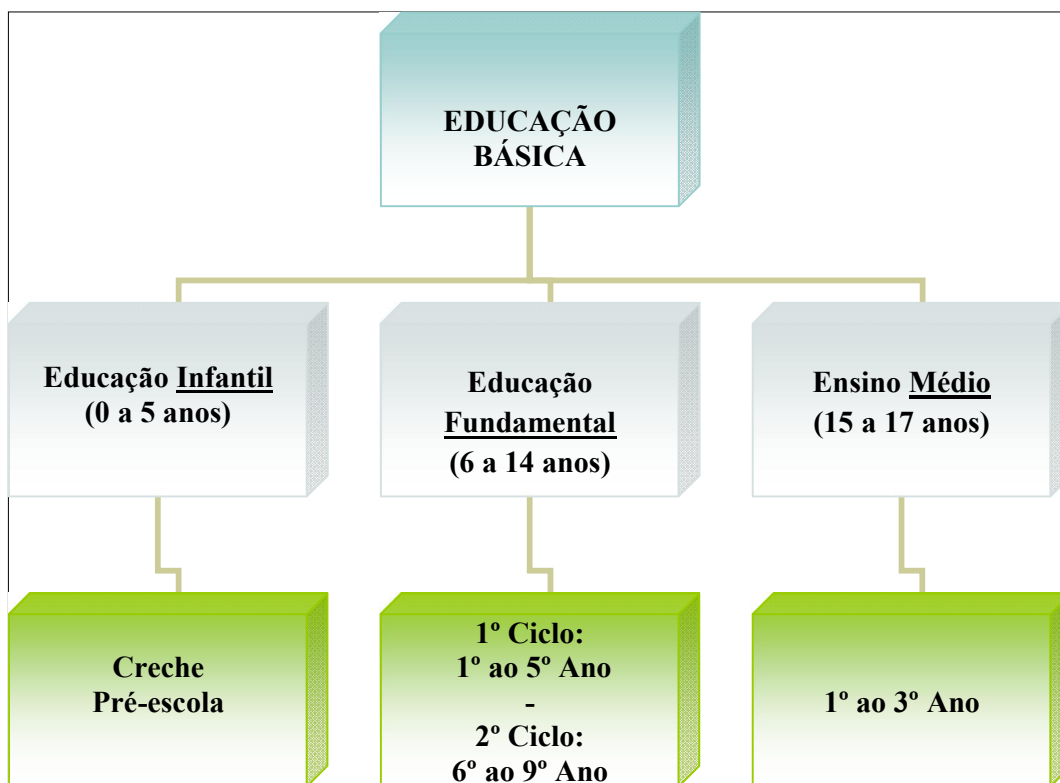 EDUCAÇÃO
BÁSICA
Educação Infantil
(0 a 5 anos)
Educação
Fundamental
(6 a 14 anos)
Ensino Médio
(15 a 17 anos)
Creche
Pré-escola
1º Ciclo:
1º ao 5º Ano
-
2º Ciclo:
6º ao 9º Ano
1º ao 3º Ano